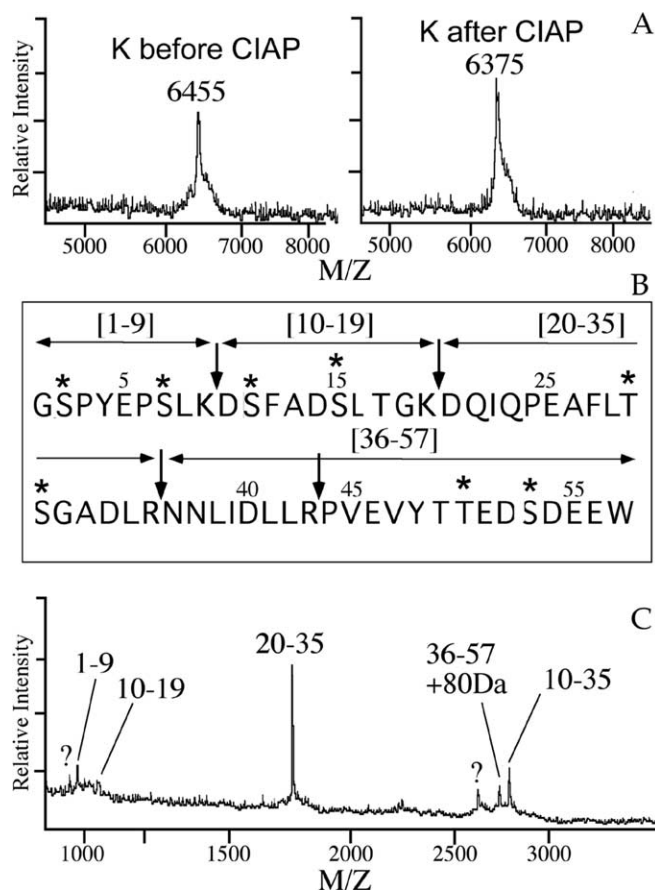 A
K before CIAP
K after CIAP
6455
6375
Relative Intensity
5000 6000 7000 8000
5000 6000 7000 8000
M/Z
B
[1-9] [10-19] [20-35]
* * * * *
5 15 25
GSPYEPSLKDSFADSLTGKDQIQPEAFLT
[36-57]
* * *
40 45 55
SGADLRNNLIDLLRPVEVYTTEDSDEEW
C
Relative Intensity
? 1-9
10-19
20-35
?
36-57
+80Da
10-35
1000 1500 2000 2500 3000
M/Z